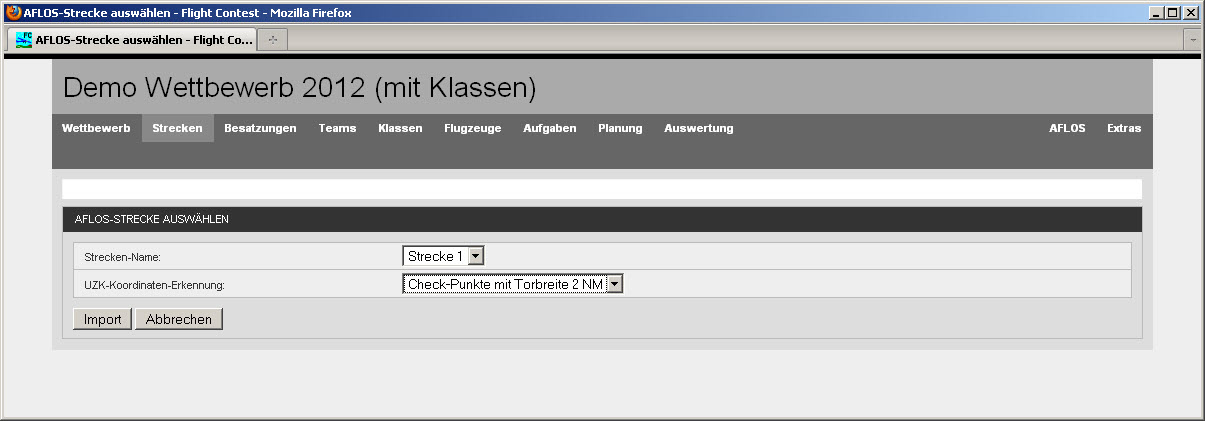 AFLOS-Strecke auswählen - Flight Contest - Mozilla Firefox
AFLOS-Strecke auswählen - Flight Co...
Demo Wettbewerb 2012 (mit Klassen)
Wettbewerb Strecken Besatzungen Teams Klassen Flugzeuge Aufgaben Planung Auswertung AFLOS Extras
AFLOS-STRECKE AUSWÄHLEN
Strecken-Name: Strecke 1
UZK-Koordinaten-Erkennung: Check-Punkte mit Torbreite 2 NM
Import Abbrechen